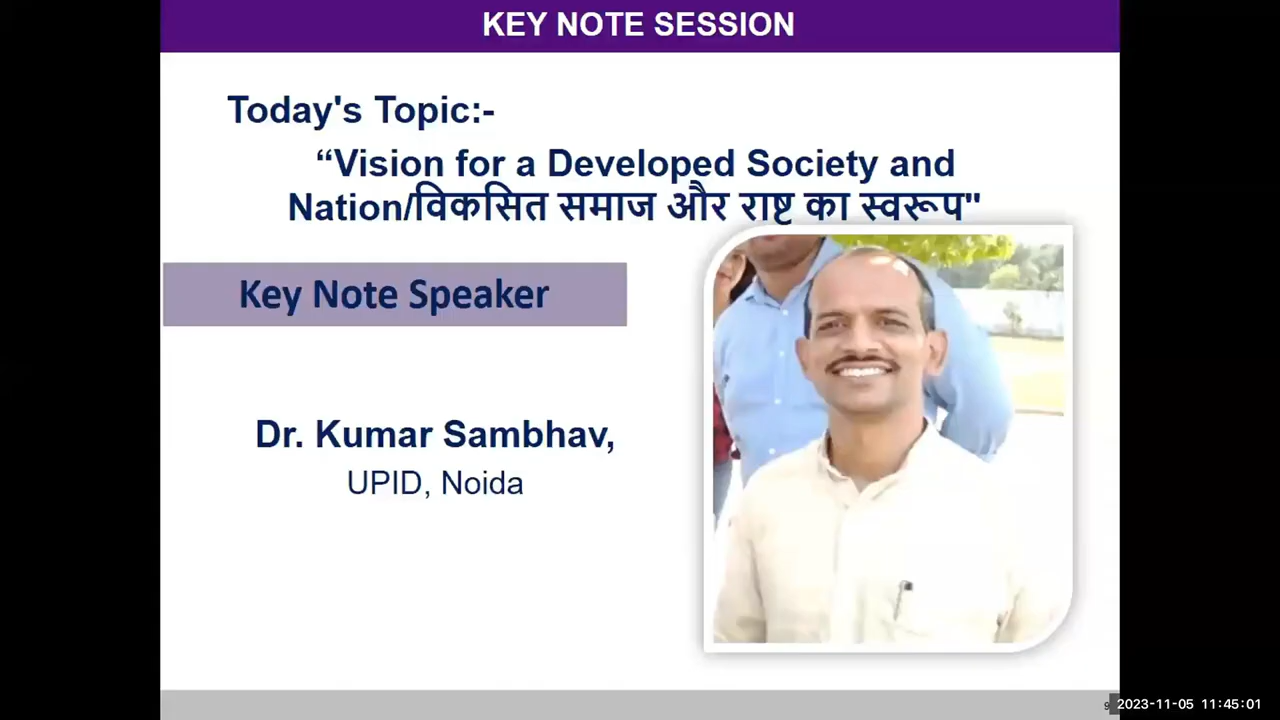 KEY NOTE SESSION
Today's Topic:-
“Vision for a Developed Society and
Nation/विकसित समाज और राष्ट का स्वरूप"
Key Note Speaker
Dr. Kumar Sambhav,
UPID, Noida
2023-11-05 11:45:01